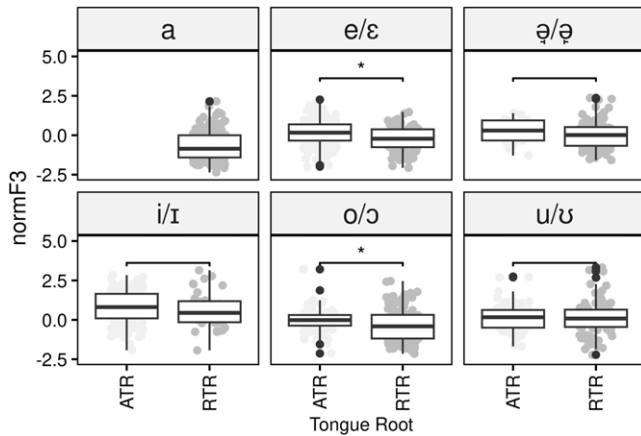 a e/ɛ ə̘/ə̙
5.0
*
2.5
0.0
-2.5
normF3
i/ɪ o/ɔ u/ʊ
5.0
*
2.5
0.0
-2.5
ATR RTR ATR RTR ATR RTR
Tongue Root